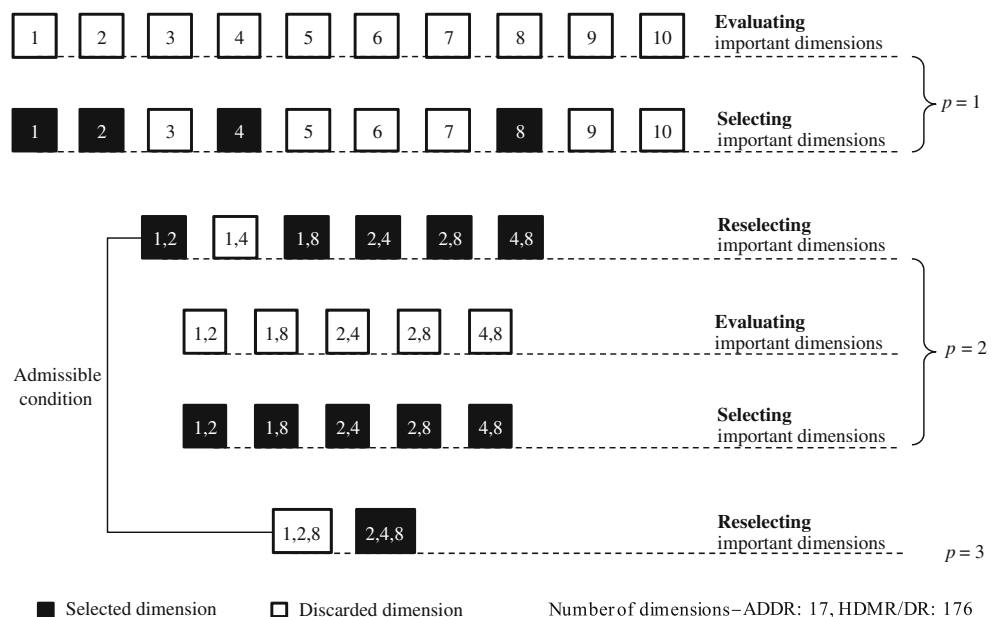 1 2 3 4 5 6 7 8 9 10 Evaluating
important dimensions
p = 1
1 2 3 4 5 6 7 8 9 10 Selecting
important dimensions
1,2 1,4 1,8 2,4 2,8 4,8 Reselecting
important dimensions
1,2 1,8 2,4 2,8 4,8 Evaluating
important dimensions
p = 2
Admissible
condition
1,2 1,8 2,4 2,8 4,8 Selecting
important dimensions
1,2,8 2,4,8 Reselecting
important dimensions
p = 3
Selected dimension Discarded dimension Number of dimensions–ADDR: 17, HDMR/DR: 176